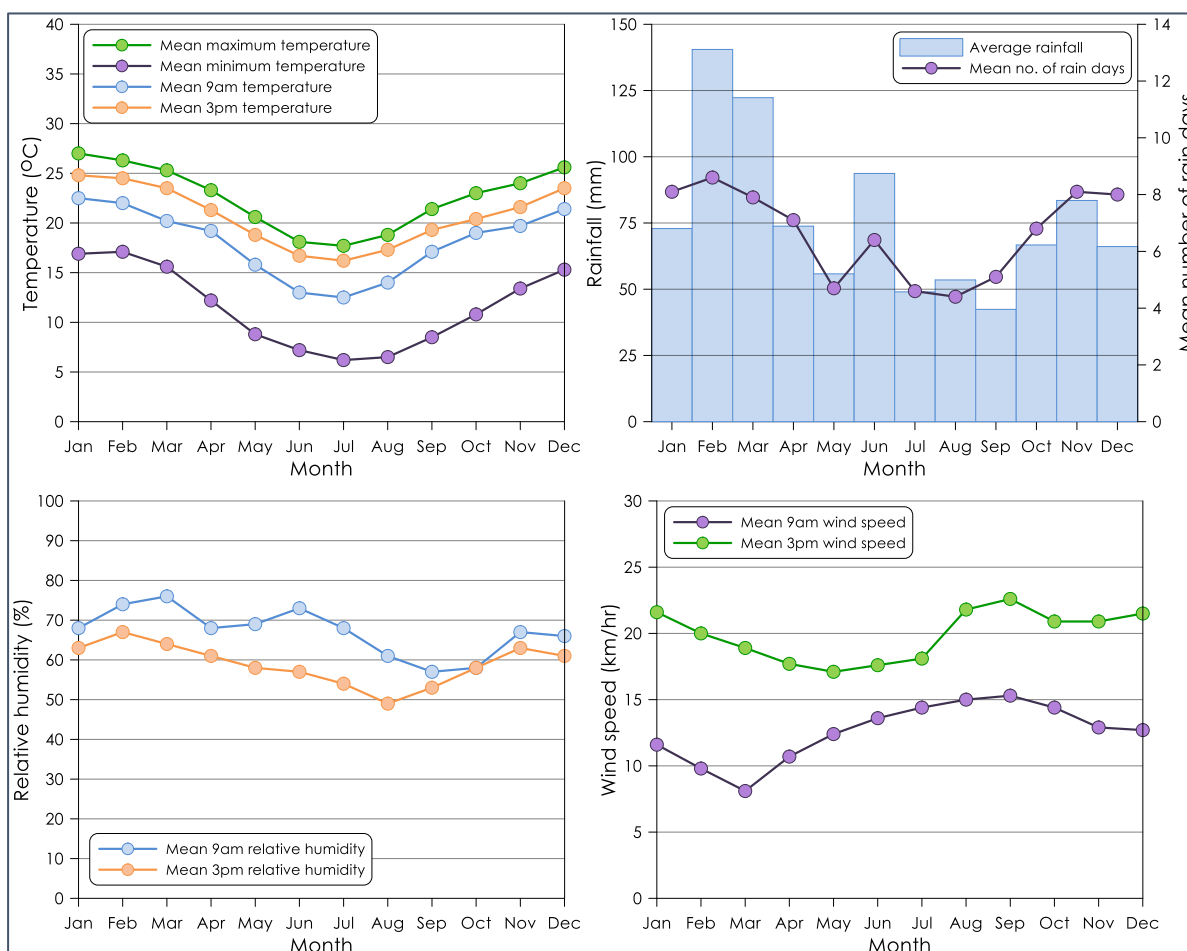 40
35
30
25
20
15
10
5
0
Temperature (ºC)
Mean maximum temperature
Mean minimum temperature
Mean 9am temperature
Mean 3pm temperature
Jan Feb Mar Apr May Jun Jul Aug Sep Oct Nov Dec
Month
150
125
100
75
50
25
0
Rainfall (mm)
Average rainfall
Mean no. of rain days
14
12
10
8
6
4
2
0
Mean number of rain days
Jan Feb Mar Apr May Jun Jul Aug Sep Oct Nov Dec
Month
100
90
80
70
60
50
40
30
20
10
0
Relative humidity (%)
Mean 9am relative humidity
Mean 3pm relative humidity
Jan Feb Mar Apr May Jun Jul Aug Sep Oct Nov Dec
Month
30
25
20
15
10
5
0
Wind speed (km/hr)
Mean 9am wind speed
Mean 3pm wind speed
Jan Feb Mar Apr May Jun Jul Aug Sep Oct Nov Dec
Month